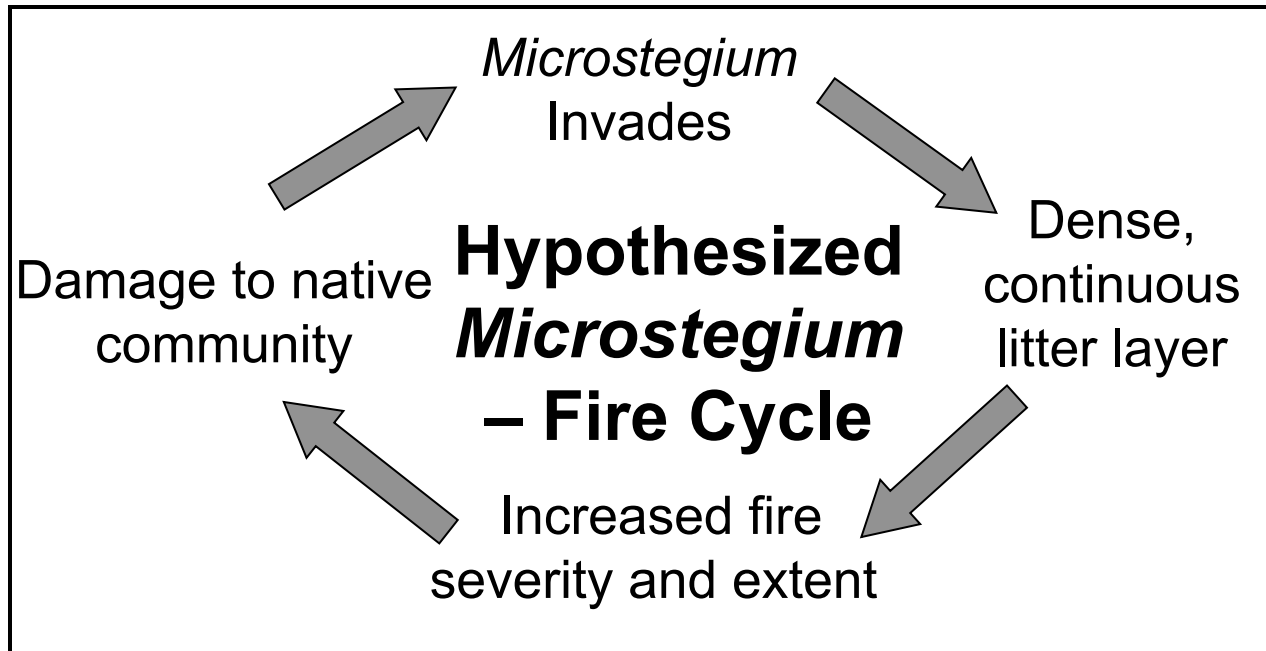 Microstegium
Invades
Dense,
continuous
litter layer
Increased fire
severity and extent
Damage to native
community
Hypothesized
Microstegium
– Fire Cycle